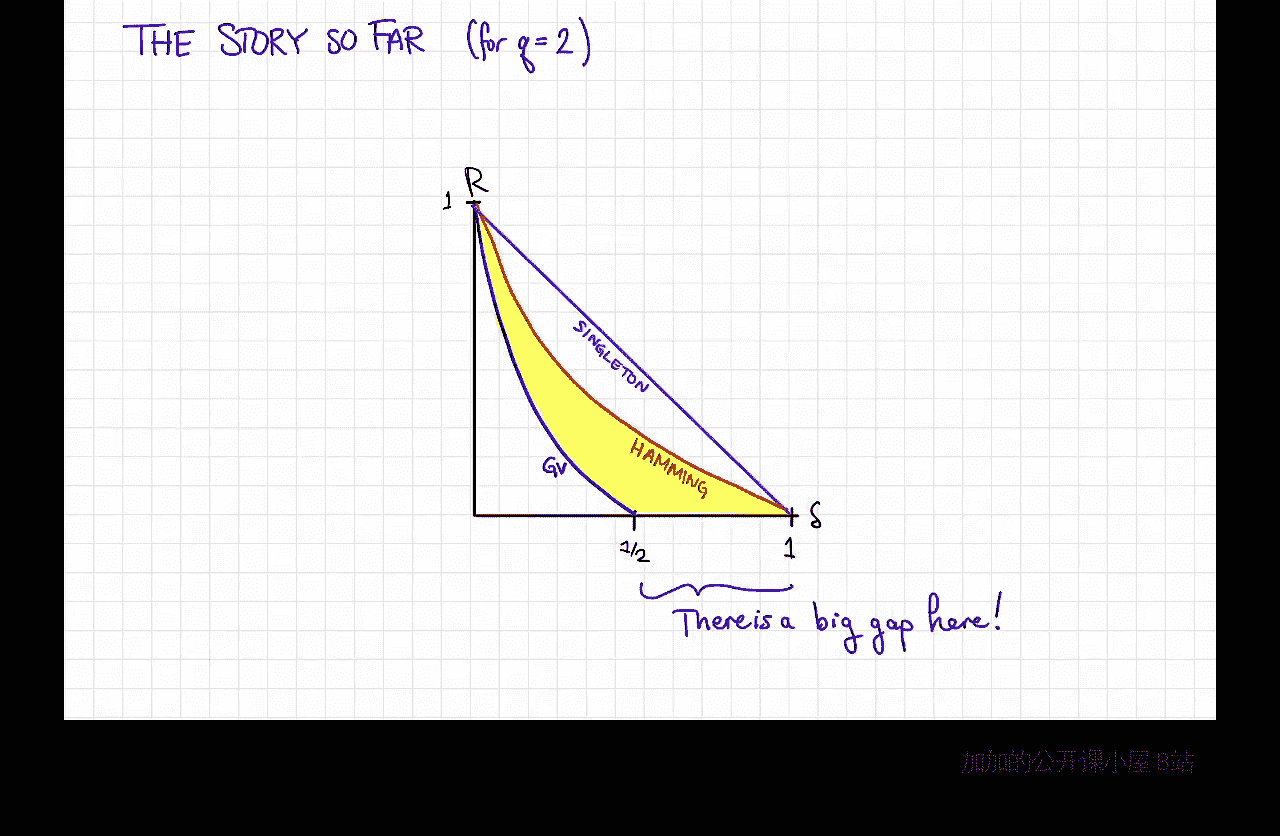 THE STORY SO FAR (for q=2)
R
1
SINGLETON
HAMMING
GV
δ
1/2
1
There is a big gap here!
加加的公开课小屋 B站